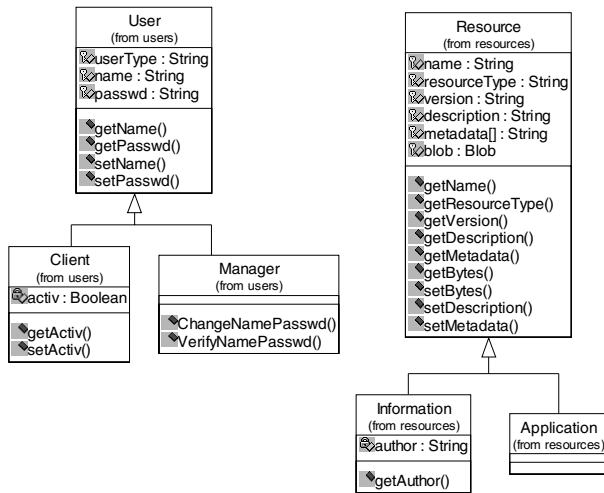 User
(from users)
userType : String
name : String
passwd : String
getName()
getPasswd()
setName()
setPasswd()
Client
(from users)
activ : Boolean
getActiv()
setActiv()
Manager
(from users)
ChangeNamePasswd()
VerifyNamePasswd()
Resource
(from resources)
name : String
resourceType : String
version : String
description : String
metadata[] : String
blob : Blob
getName()
getResourceType()
getVersion()
getDescription()
getMetadata()
getBytes()
setBytes()
setDescription()
setMetadata()
Information
(from resources)
author : String
getAuthor()
Application
(from resources)